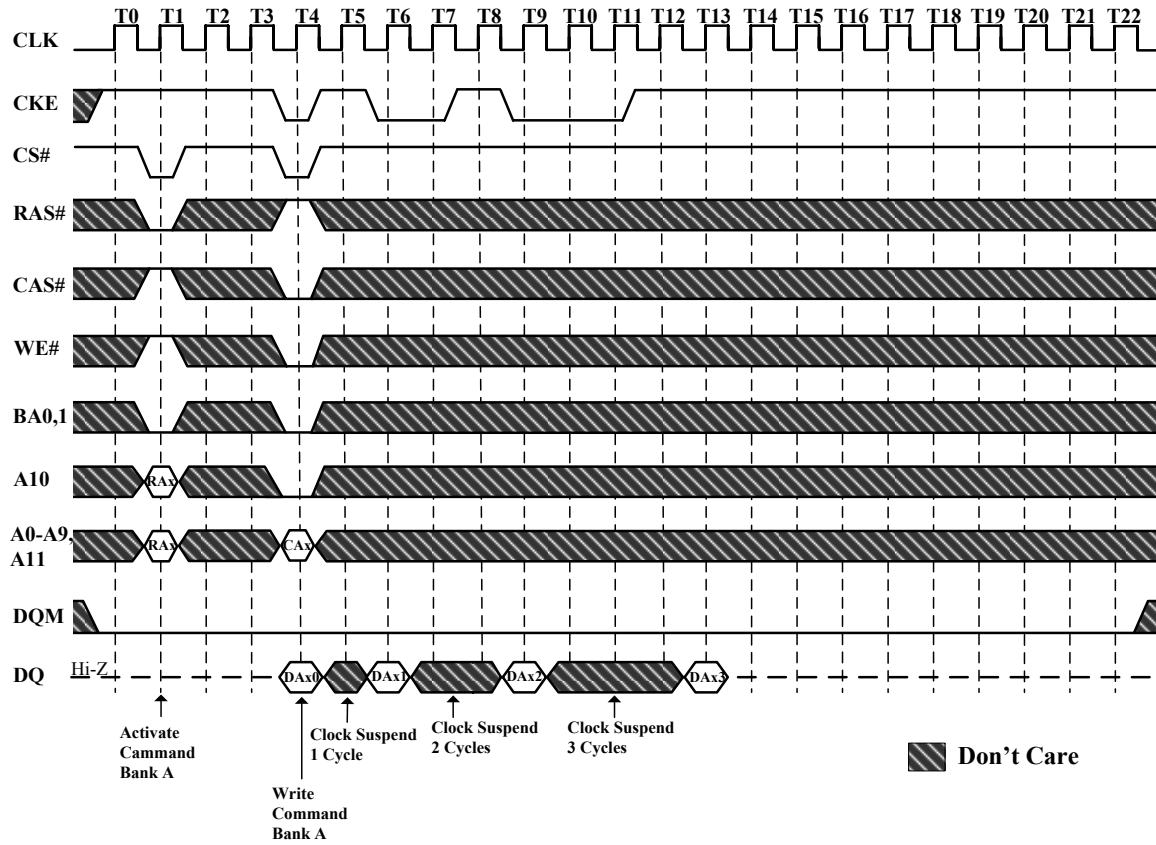 T0 T1 T2 T3 T4 T5 T6 T7 T8 T9 T10 T11 T12 T13 T14 T15 T16 T17 T18 T19 T20 T21 T22
CLK
CKE
CS#
RAS#
CAS#
WE#
BA0,1
A10
RAx
A0-A9,
A11
RAx CAx
DQM
DQ
Hi-Z
DAx0 DAx1 DAx2 DAx3
Activate
Cammand
Bank A
Write
Command
Bank A
Clock Suspend
1 Cycle
Clock Suspend
2 Cycles
Clock Suspend
3 Cycles
Don't Care